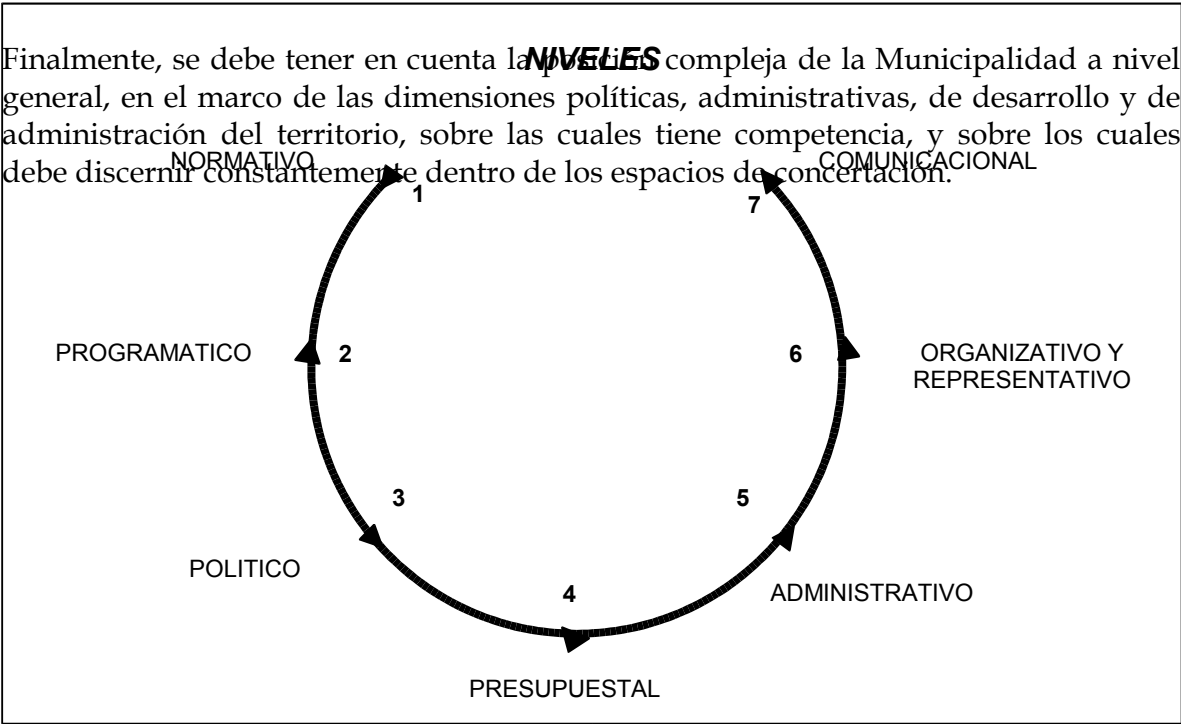 NIVELES
Finalmente, se debe tener en cuenta la posición compleja de la Municipalidad a nivel
general, en el marco de las dimensiones políticas, administrativas, de desarrollo y de
administración del territorio, sobre las cuales tiene competencia, y sobre los cuales
debe discernir constantemente dentro de los espacios de concertación.
NORMATIVO
COMUNICACIONAL
1
7
PROGRAMATICO
2
6
ORGANIZATIVO Y
REPRESENTATIVO
3
5
POLITICO
4
ADMINISTRATIVO
PRESUPUESTAL